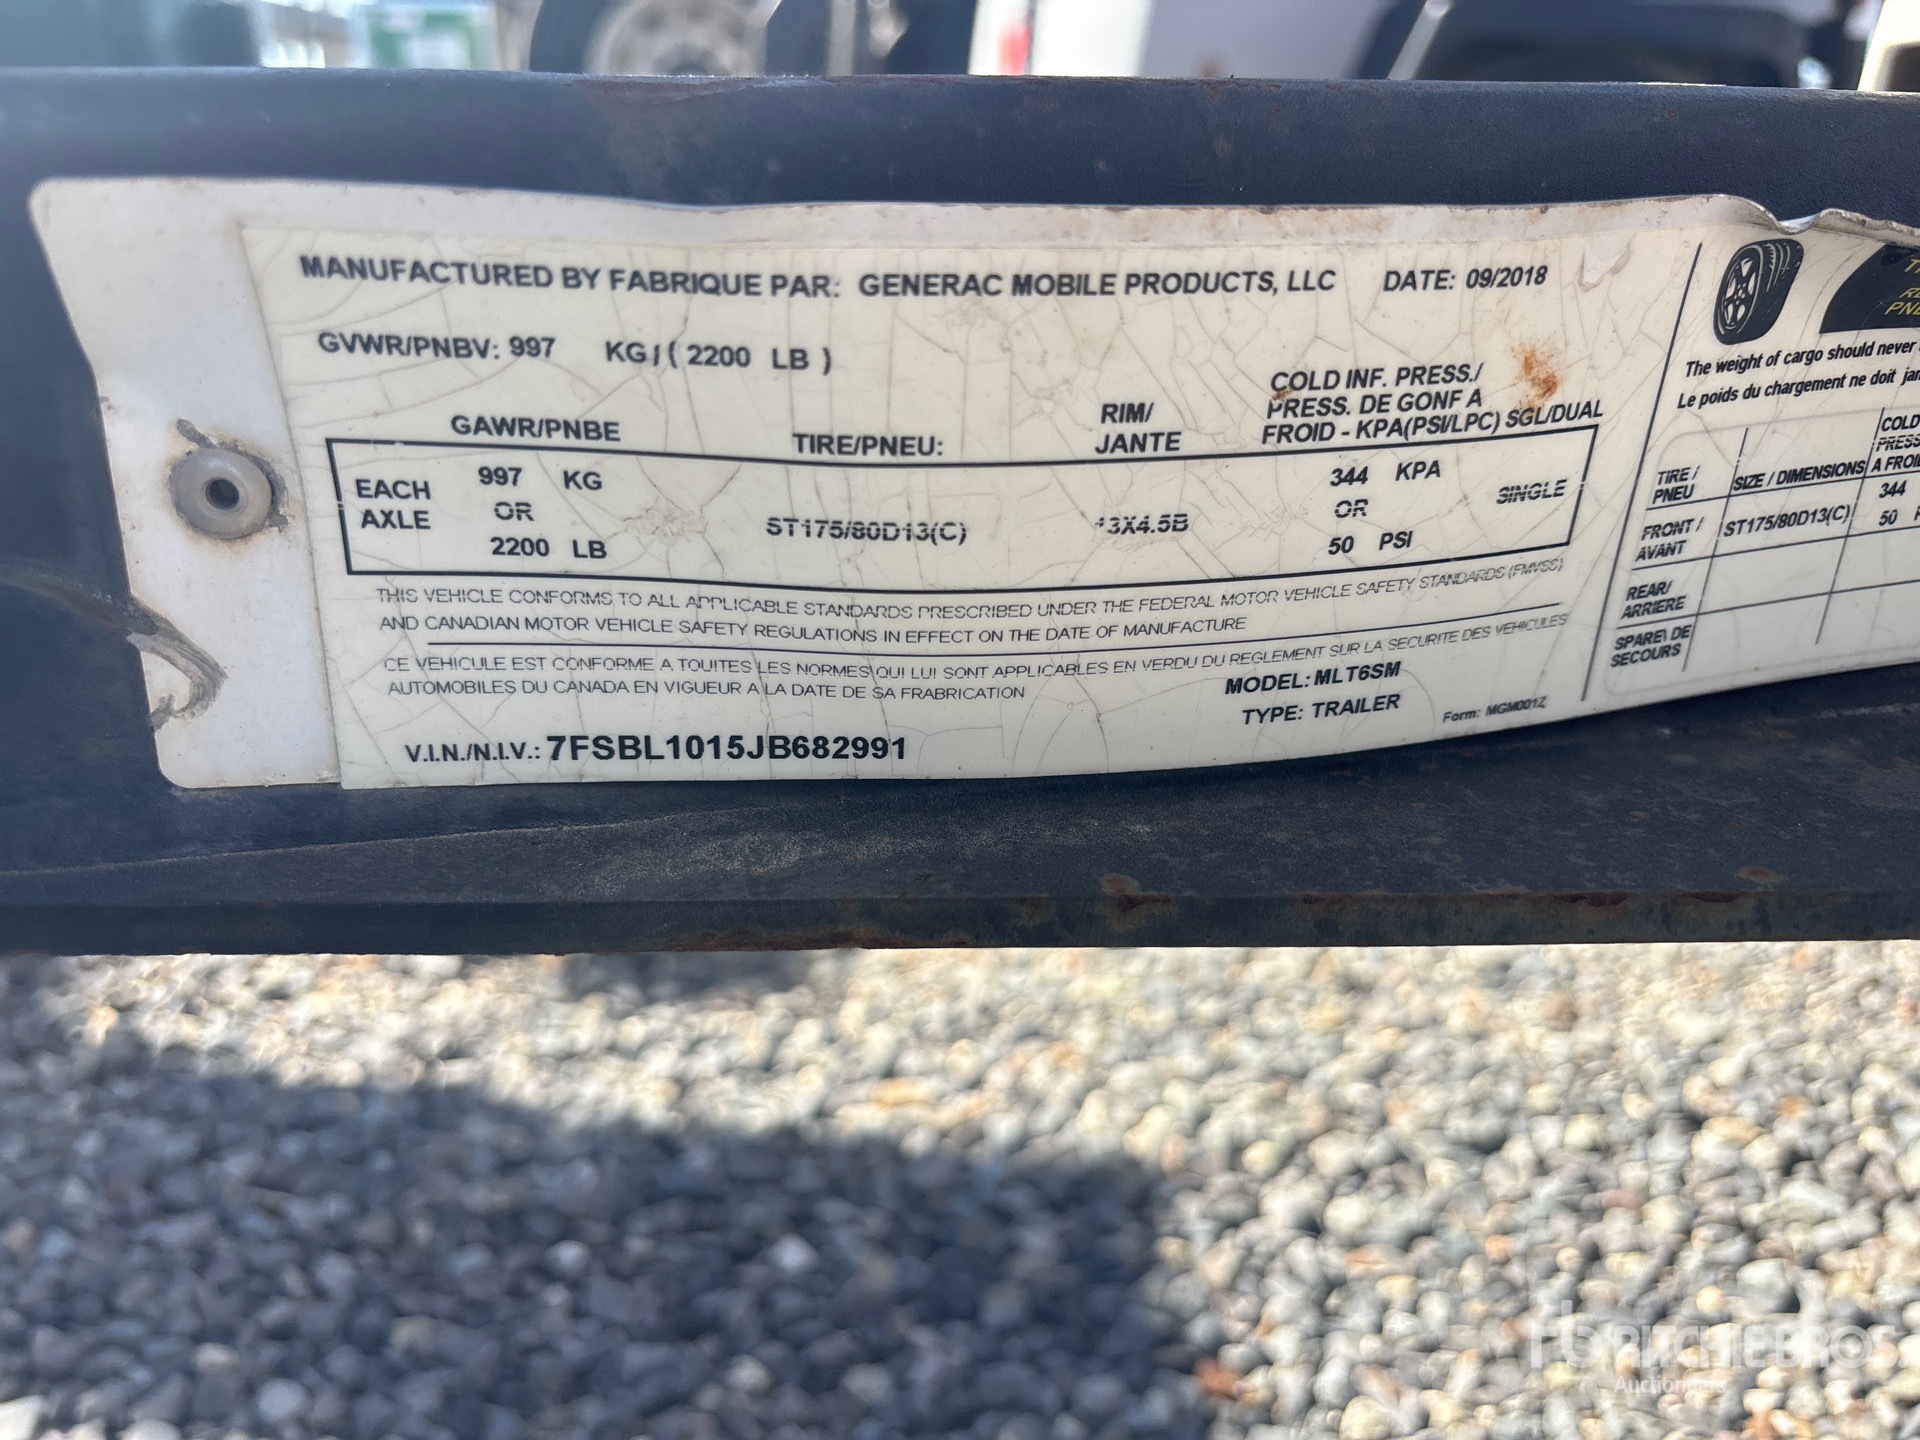 MANUFACTURED BY FABRIQUE PAR: GENERAC MOBILE PRODUCTS, LLC DATE: 09/2018
GVWR/PNBV: 997 KG / ( 2200 LB )
GAWR/PNBE TIRE/PNEU: RIM/ JANTE COLD INF. PRESS./ PRESS. DE GONF A FROID - KPA(PSI/LPC) SGL/DUAL
EACH AXLE 997 KG OR 2200 LB ST175/80D13(C) 13X4.5B 344 KPA OR 50 PSI SINGLE
THIS VEHICLE CONFORMS TO ALL APPLICABLE STANDARDS PRESCRIBED UNDER THE FEDERAL MOTOR VEHICLE SAFETY STANDARDS (FMVSS)
AND CANADIAN MOTOR VEHICLE SAFETY REGULATIONS IN EFFECT ON THE DATE OF MANUFACTURE
CE VEHICULE EST CONFORME A TOUITES LES NORMES QUI LUI SONT APPLICABLES EN VERDU DU REGLEMENT SUR LA SECURITE DES VEHICULES
AUTOMOBILES DU CANADA EN VIGUEUR A LA DATE DE SA FRABRICATION
MODEL: MLT6SM
TYPE: TRAILER Form: MGM001Z
V.I.N./N.I.V.: 7FSBL1015JB682991
The weight of cargo should never
Le poids du chargement ne doit
TIRE / PNEU SIZE / DIMENSIONS COLD PRESS A FROID
FRONT / AVANT ST175/80D13(C) 344 50
REAR/ ARRIERE
SPARE\ DE SECOURS
RITCHIE BROS
Auctioneers